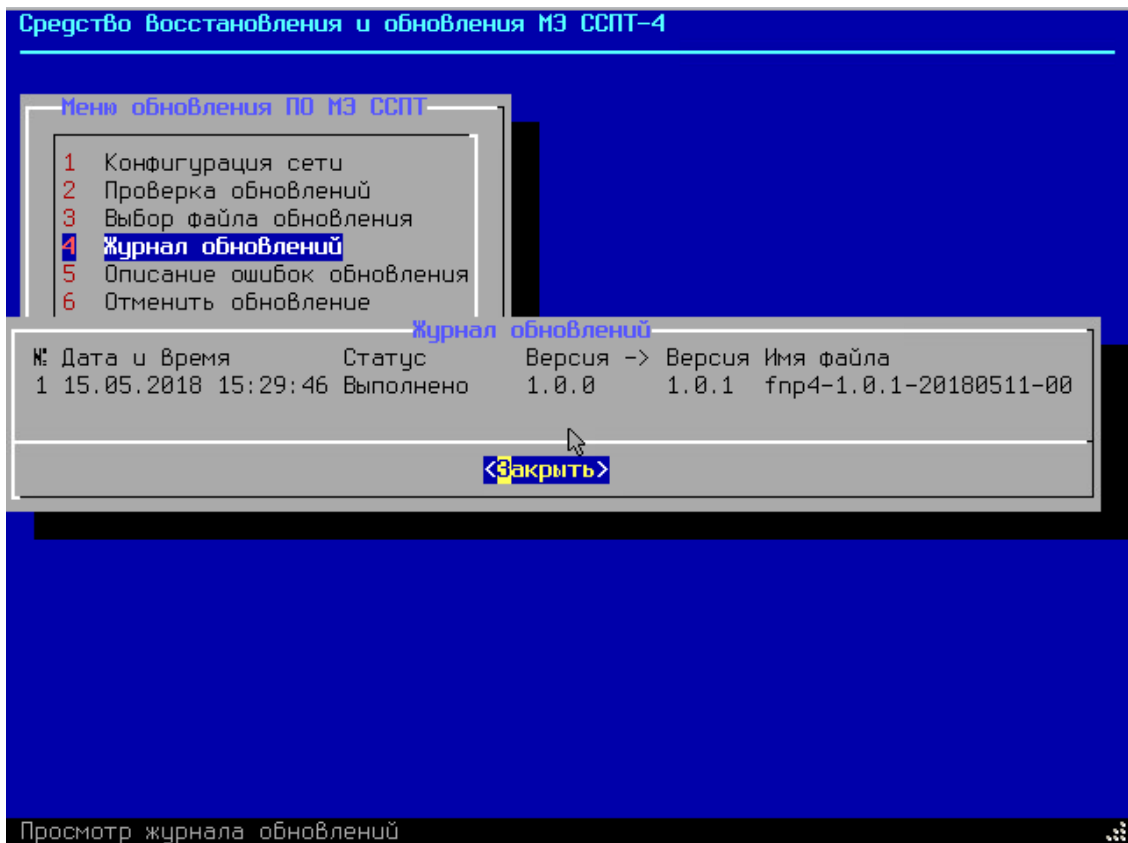 Средство восстановления и обновления МЭ ССПТ-4
Меню обновления ПО МЭ ССПТ
1 Конфигурация сети
2 Проверка обновлений
3 Выбор файла обновления
4 Журнал обновлений
5 Описание ошибок обновления
6 Отменить обновление
Журнал обновлений
№ Дата и время Статус Версия -> Версия Имя файла
1 15.05.2018 15:29:46 Выполнено 1.0.0 1.0.1 fnp4-1.0.1-20180511-00
<Закрыть>
Просмотр журнала обновлений